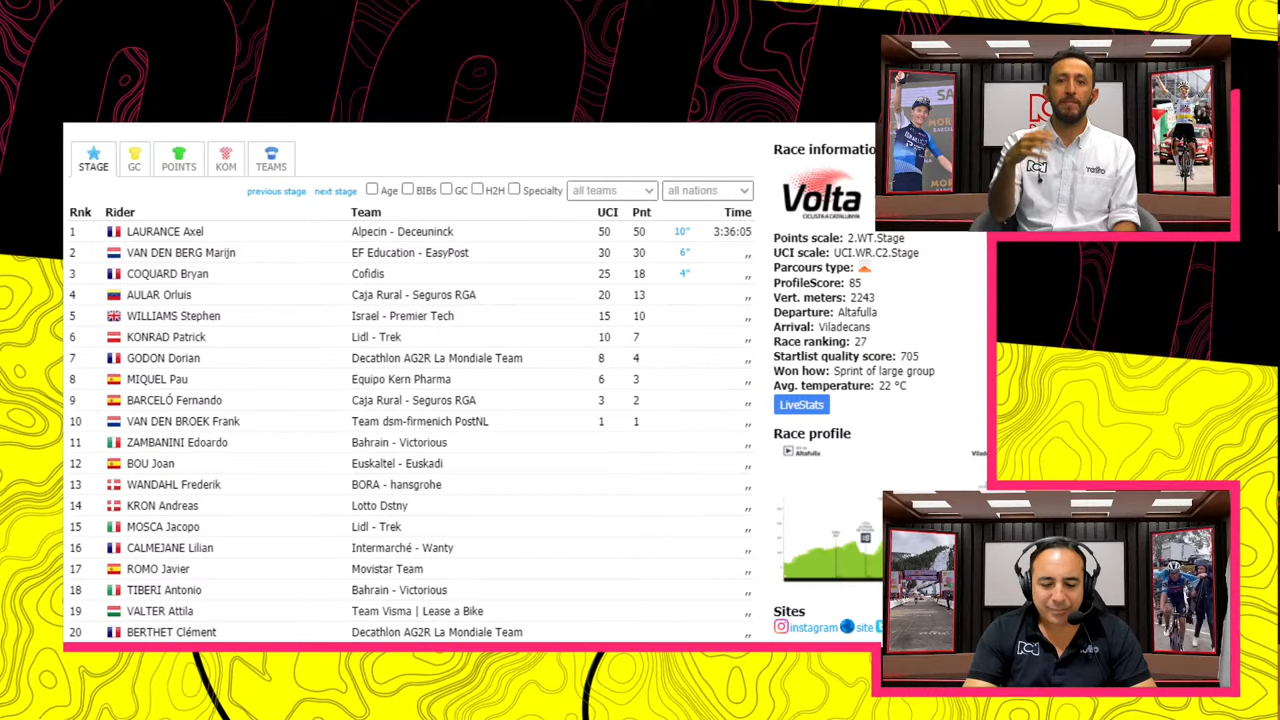 STAGE GC POINTS KOM TEAMS
previous stage next stage Age BIBs GC H2H Specialty all teams all nations
Rnk Rider Team UCI Pnt Time
1 LAURANCE Axel Alpecin - Deceuninck 50 50 10″ 3:36:05
2 VAN DEN BERG Marijn EF Education - EasyPost 30 30 6″ ,,
3 COQUARD Bryan Cofidis 25 18 4″ ,,
4 AULAR Orluis Caja Rural - Seguros RGA 20 13 ,,
5 WILLIAMS Stephen Israel - Premier Tech 15 10 ,,
6 KONRAD Patrick Lidl - Trek 10 7 ,,
7 GODON Dorian Decathlon AG2R La Mondiale Team 8 4 ,,
8 MIQUEL Pau Equipo Kern Pharma 6 3 ,,
9 BARCELÓ Fernando Caja Rural - Seguros RGA 3 2 ,,
10 VAN DEN BROEK Frank Team dsm-firmenich PostNL 1 1 ,,
11 ZAMBANINI Edoardo Bahrain - Victorious ,,
12 BOU Joan Euskaltel - Euskadi ,,
13 WANDAHL Frederik BORA - hansgrohe ,,
14 KRON Andreas Lotto Dstny ,,
15 MOSCA Jacopo Lidl - Trek ,,
16 CALMEJANE Lilian Intermarché - Wanty ,,
17 ROMO Javier Movistar Team ,,
18 TIBERI Antonio Bahrain - Victorious ,,
19 VALTER Attila Team Visma | Lease a Bike ,,
20 BERTHET Clément Decathlon AG2R La Mondiale Team ,,
Race informatio
Volta
CICLISTA A CATALUNYA
Points scale: 2.WT.Stage
UCI scale: UCI.WR.C2.Stage
Parcours type:
ProfileScore: 85
Vert. meters: 2243
Departure: Altafulla
Arrival: Viladecans
Race ranking: 27
Startlist quality score: 705
Won how: Sprint of large group
Avg. temperature: 22 °C
LiveStats
Race profile
Altafulla Vilade
Sites
instagram site
SA
MOR
BARCEL
ISRAEL
RCN
RCN